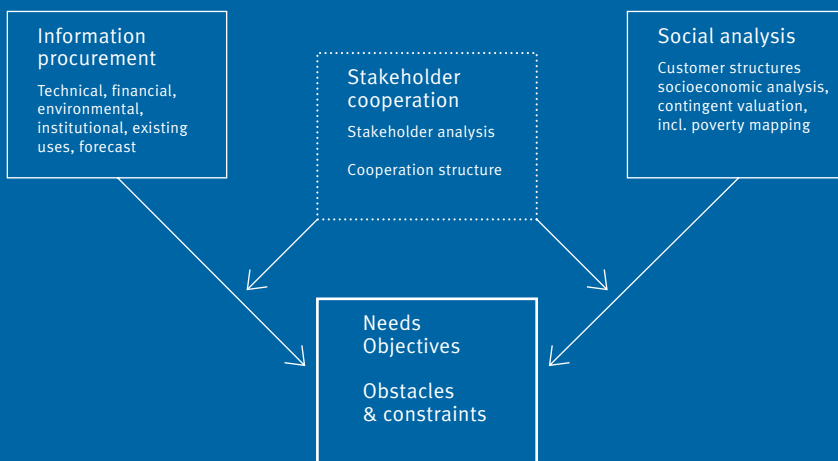 Information
procurement
Technical, financial,
environmental,
institutional, existing
uses, forecast
Stakeholder
cooperation
Stakeholder analysis
Cooperation structure
Social analysis
Customer structures
socioeconomic analysis,
contingent valuation,
incl. poverty mapping
Needs
Objectives
Obstacles
& constraints